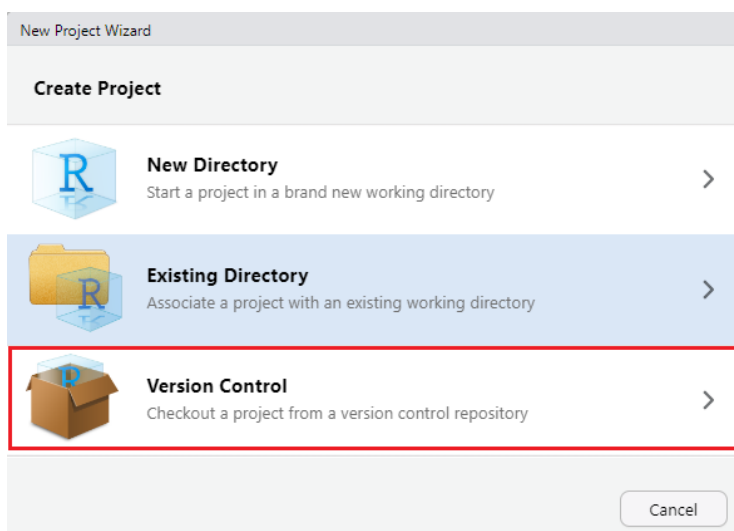 New Project Wizard
Create Project
R
New Directory
Start a project in a brand new working directory
R
Existing Directory
Associate a project with an existing working directory
R
Version Control
Checkout a project from a version control repository
Cancel